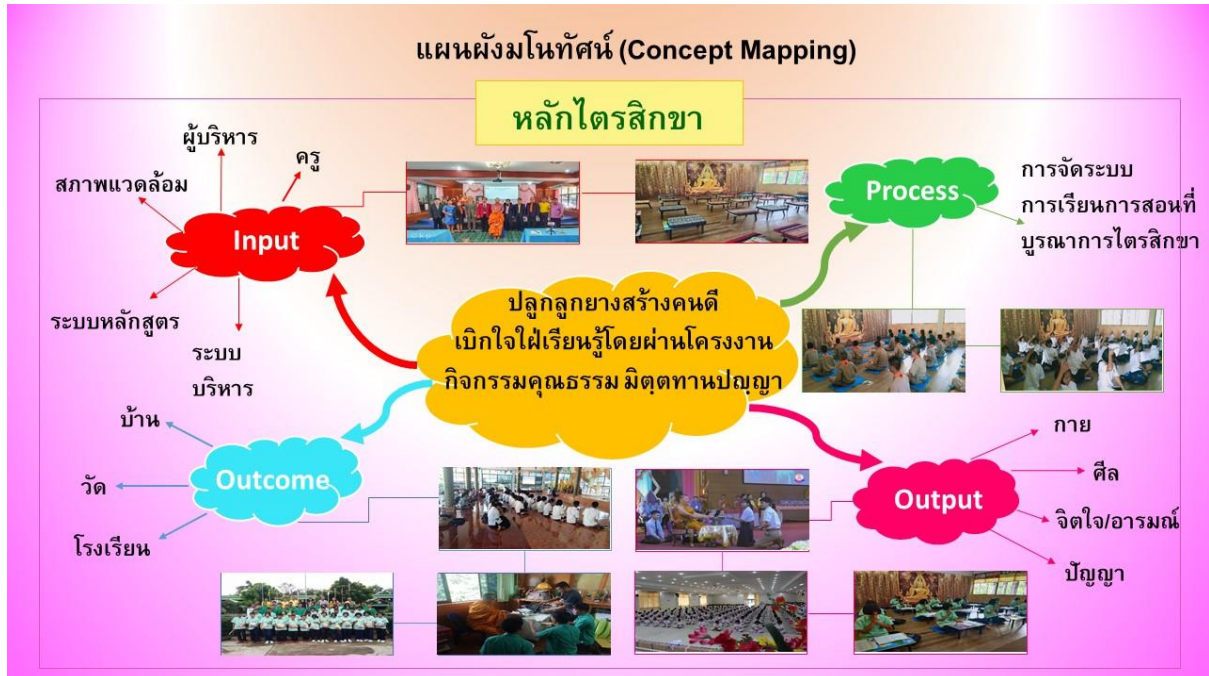 แผนผังมโนทัศน์ (Concept Mapping)
หลักไตรสิกขา
ผู้บริหาร
ครู
สภาพแวดล้อม
Input
ระบบหลักสูตร
ระบบ
บริหาร
Process
การจัดระบบ
การเรียนการสอนที่
บูรณาการไตรสิกขา
ปลูกลูกยางสร้างคนดี
เบิกใจใฝ่เรียนรู้โดยผ่านโครงงาน
กิจกรรมคุณธรรม มิตฺตทานปญฺญา
บ้าน
Outcome
วัด
โรงเรียน
กาย
Output
ศีล
จิตใจ/อารมณ์
ปัญญา